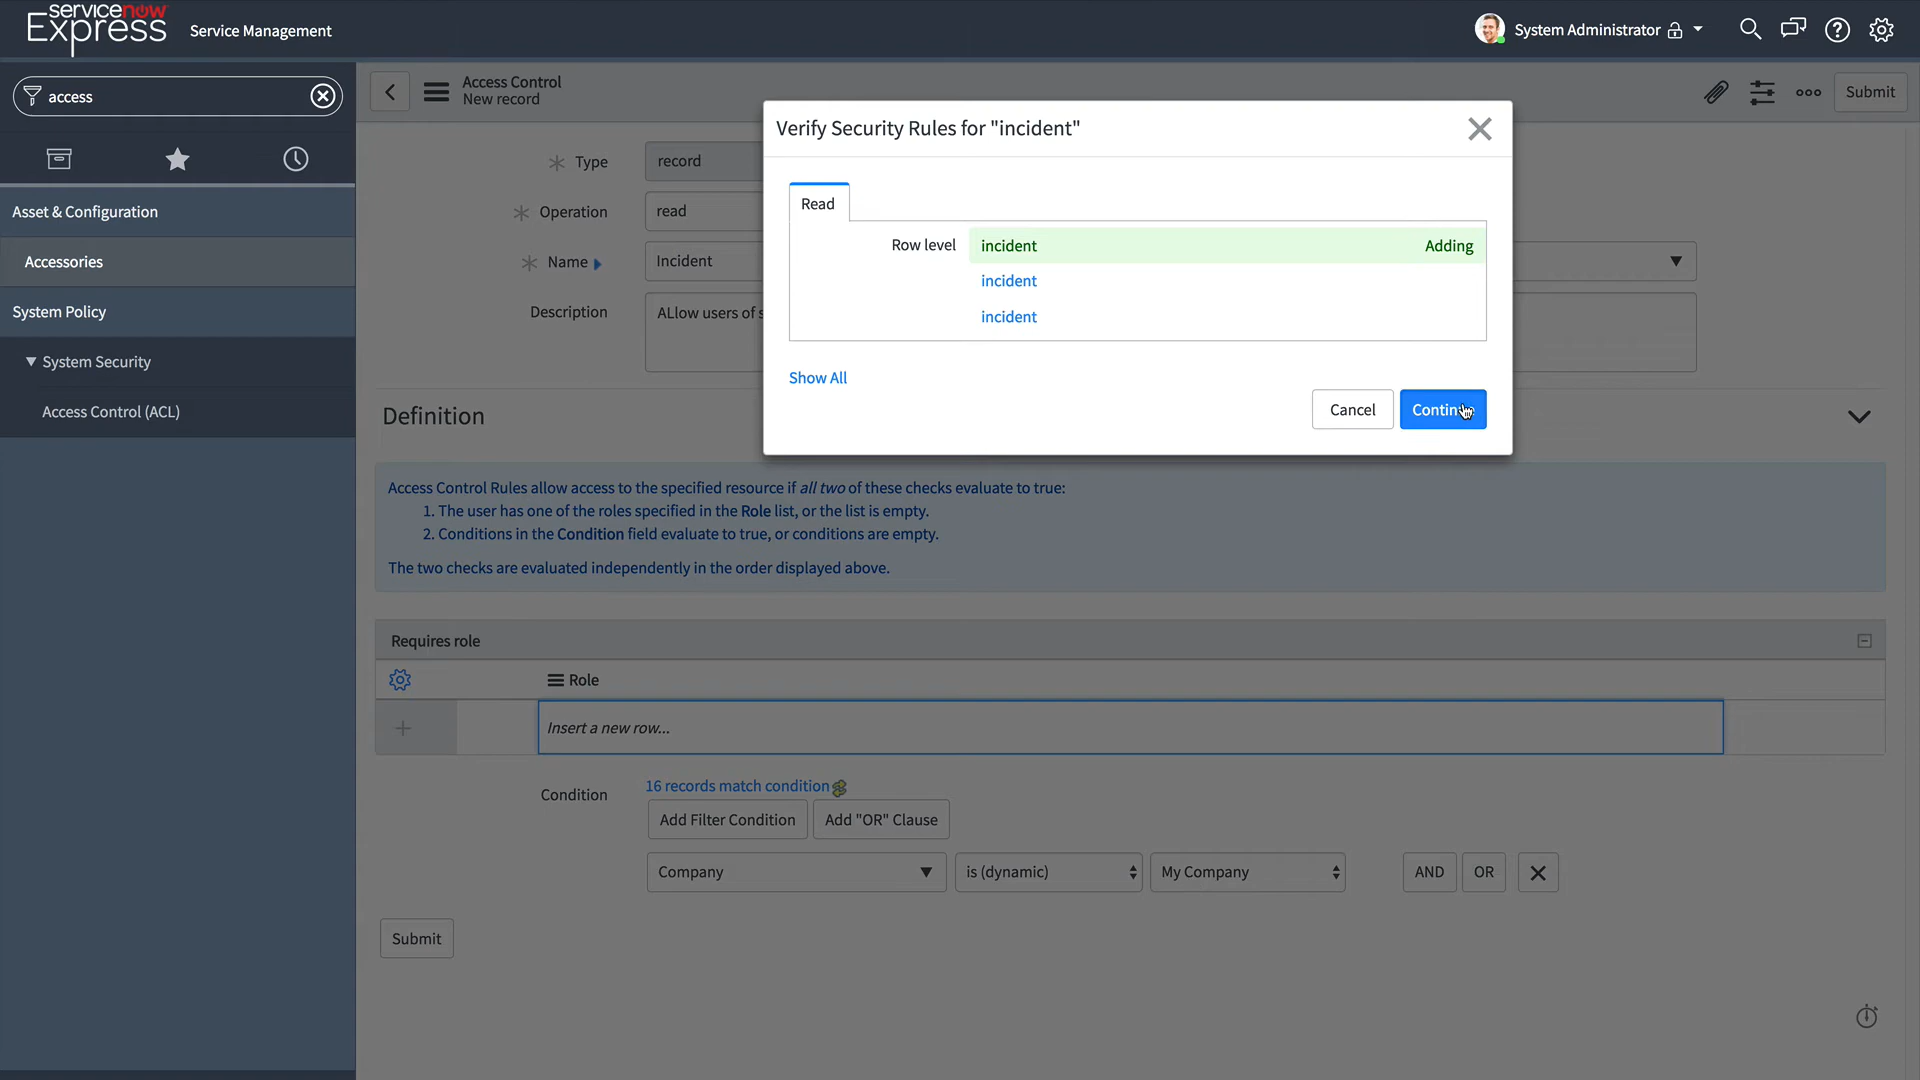 servicenow
Express
Service Management
System Administrator
access
Access Control
New record
Submit
Asset & Configuration
Accessories
System Policy
System Security
Access Control (ACL)
Type
record
Operation
read
Name
Incident
Description
ALlow users of
Verify Security Rules for "incident"
Read
Row level
incident
Adding
incident
incident
Show All
Cancel
Continue
Definition
Access Control Rules allow access to the specified resource if all two of these checks evaluate to true:
1. The user has one of the roles specified in the Role list, or the list is empty.
2. Conditions in the Condition field evaluate to true, or conditions are empty.
The two checks are evaluated independently in the order displayed above.
Requires role
Role
Insert a new row...
Condition
16 records match condition
Add Filter Condition
Add "OR" Clause
Company
is (dynamic)
My Company
AND
OR
Submit